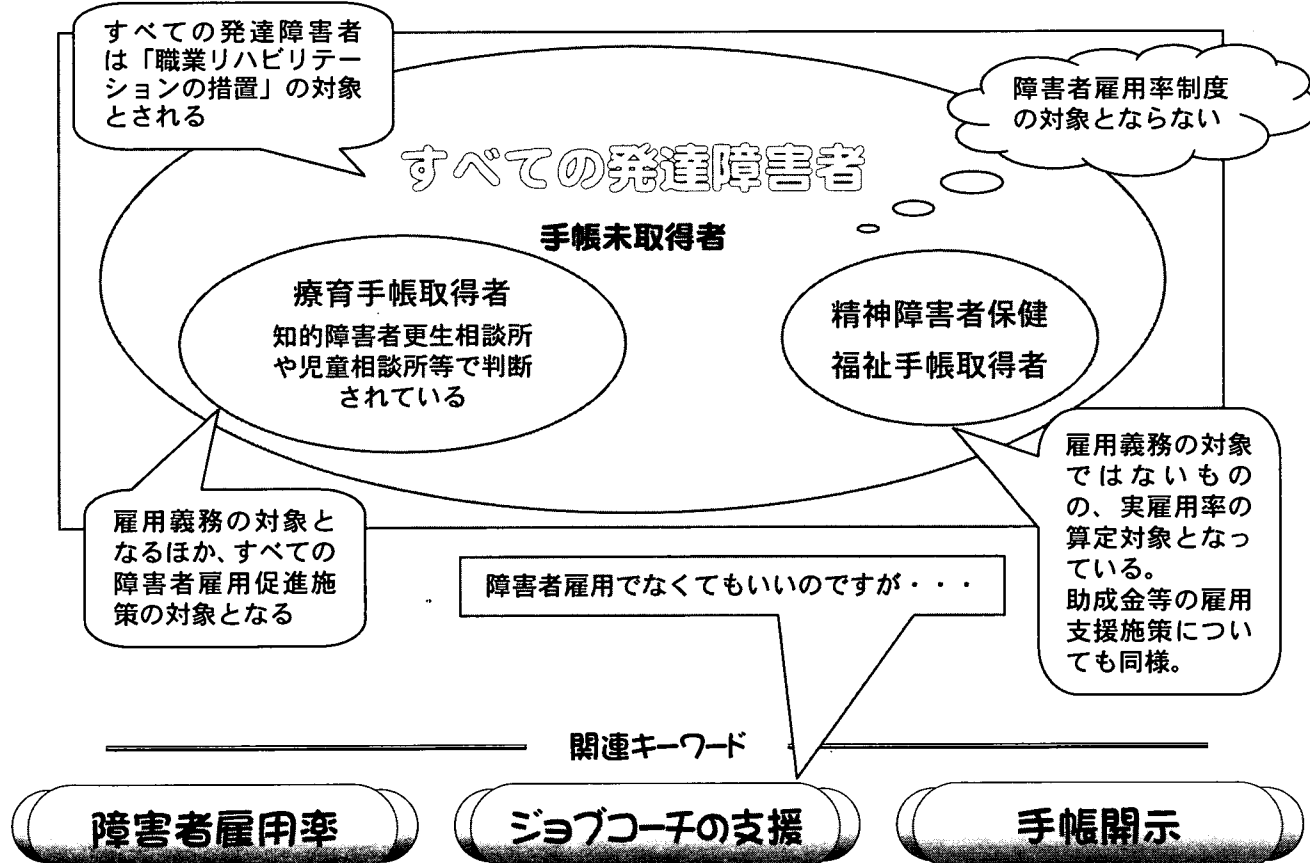 すべての発達障害者
は「職業リハビリテー
ションの措置」の対象
とされる
障害者雇用率制度
の対象とならない
すべての発達障害者
手帳未取得者
療育手帳取得者
知的障害者更生相談所
や児童相談所等で判断
されている
精神障害者保健
福祉手帳取得者
雇用義務の対象と
なるほか、すべての
障害者雇用促進施
策の対象となる
雇用義務の対象
ではないもの
の、実雇用率の
算定対象となっ
ている。
助成金等の雇用
支援施策につい
ても同様。
障害者雇用でなくてもいいのですが・・・
関連キーワード
障害者雇用率
ジョブコーチの支援
手帳開示